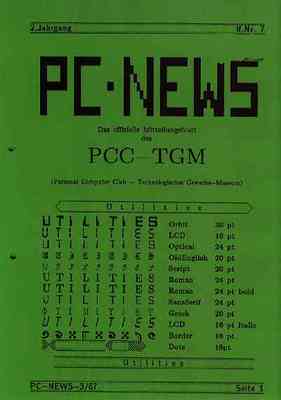 2.Jahrgang lf.Nr. 7
PC-NEWS
Das offizielle Mitteilungsblatt
des
PCC-TGM
(Personal Computer Club - Technologisches Gewerbe-Museum)
Utilities
UTILITIES Orbit 20 pt
UTILITIES LCD 16 pt
UTILITIES Optical 24 pt
UTILITIES OldEnglish 20 pt
UTILITIES Script 20 pt
UTILITIES Roman 24 pt
UTILITIES Roman 24 pt bold
UTILITIES SansSerif 24 pt
Greek 20 pt
UTILITIES LCD 16 pt Italic
Border 16 pt
Dots 16pt
Utilities
PC-NEWS-3/87 Seite 1